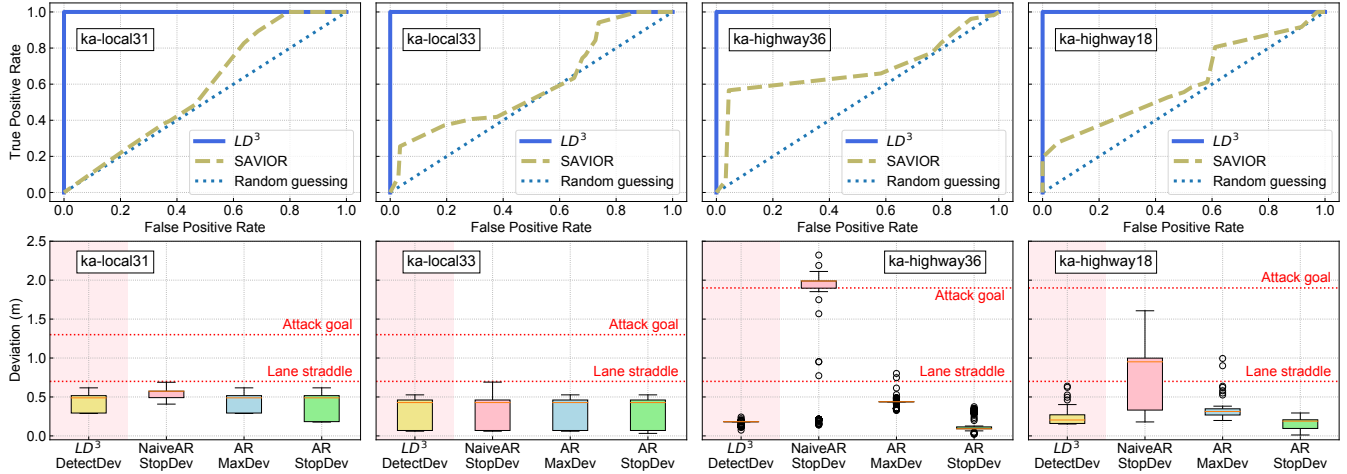 ka-local31
ka-local33
ka-highway36
ka-highway18
True Positive Rate
1.0
0.8
0.6
0.4
0.2
0.0
LD³
SAVIOR
Random guessing
LD³
SAVIOR
Random guessing
LD³
SAVIOR
Random guessing
LD³
SAVIOR
Random guessing
0.0 0.2 0.4 0.6 0.8 1.0
0.0 0.2 0.4 0.6 0.8 1.0
0.0 0.2 0.4 0.6 0.8 1.0
0.0 0.2 0.4 0.6 0.8 1.0
False Positive Rate
False Positive Rate
False Positive Rate
False Positive Rate
Deviation (m)
2.5
2.0
1.5
1.0
0.5
0.0
ka-local31
Attack goal
Lane straddle
ka-local33
Attack goal
Lane straddle
ka-highway36
Attack goal
Lane straddle
ka-highway18
Attack goal
Lane straddle
LD³ NaiveAR AR AR
DetectDev StopDev MaxDev StopDev
LD³ NaiveAR AR AR
DetectDev StopDev MaxDev StopDev
LD³ NaiveAR AR AR
DetectDev StopDev MaxDev StopDev
LD³ NaiveAR AR AR
DetectDev StopDev MaxDev StopDev